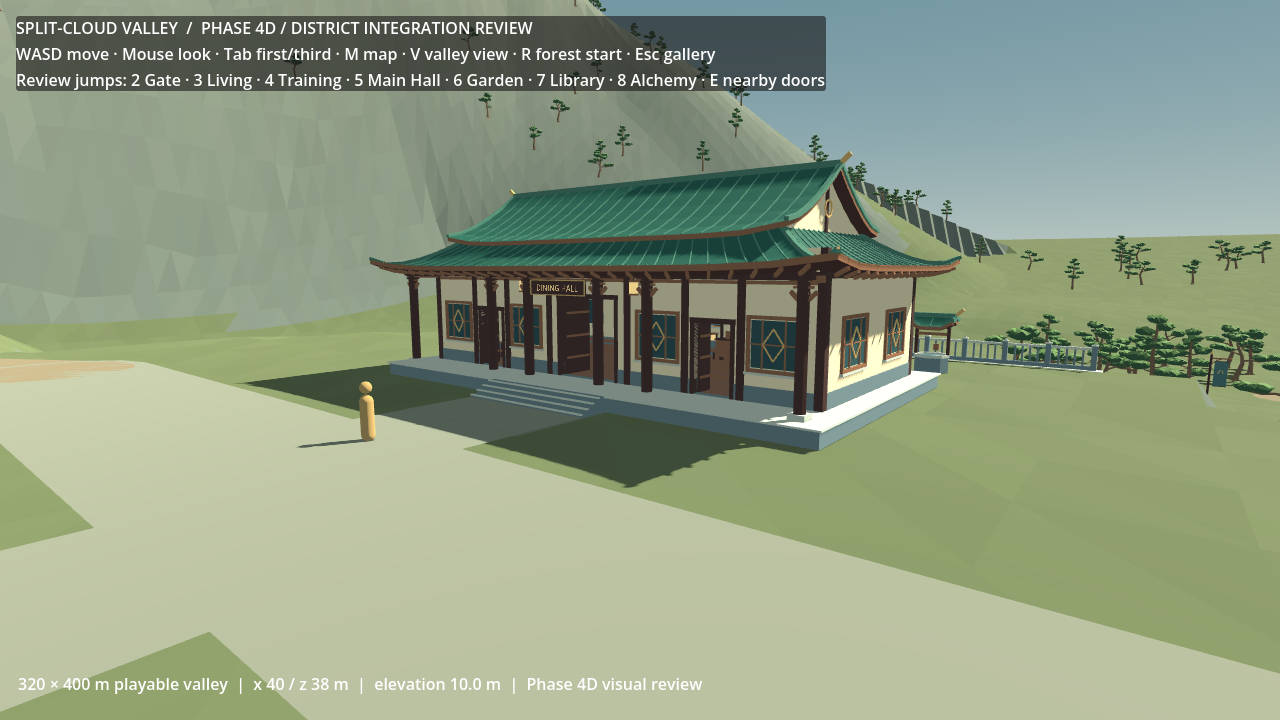 SPLIT-CLOUD VALLEY / PHASE 4D / DISTRICT INTEGRATION REVIEW
WASD move · Mouse look · Tab first/third · M map · V valley view · R forest start · Esc gallery
Review jumps: 2 Gate · 3 Living · 4 Training · 5 Main Hall · 6 Garden · 7 Library · 8 Alchemy · E nearby doors
DINING HALL
320 × 400 m playable valley | x 40 / z 38 m | elevation 10.0 m | Phase 4D visual review